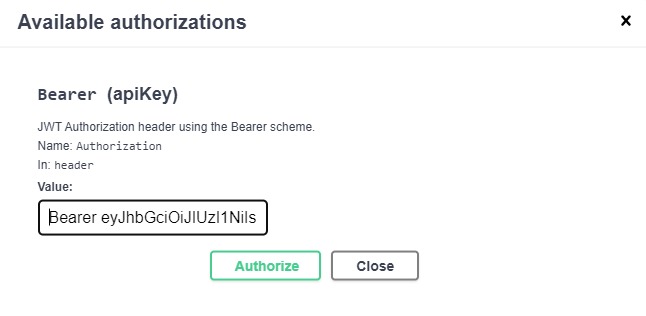 Available authorizations
×
Bearer (apiKey)
JWT Authorization header using the Bearer scheme.
Name: Authorization
In: header
Value:
Bearer eyJhbGciOiJIUzI1NiIs
Authorize
Close